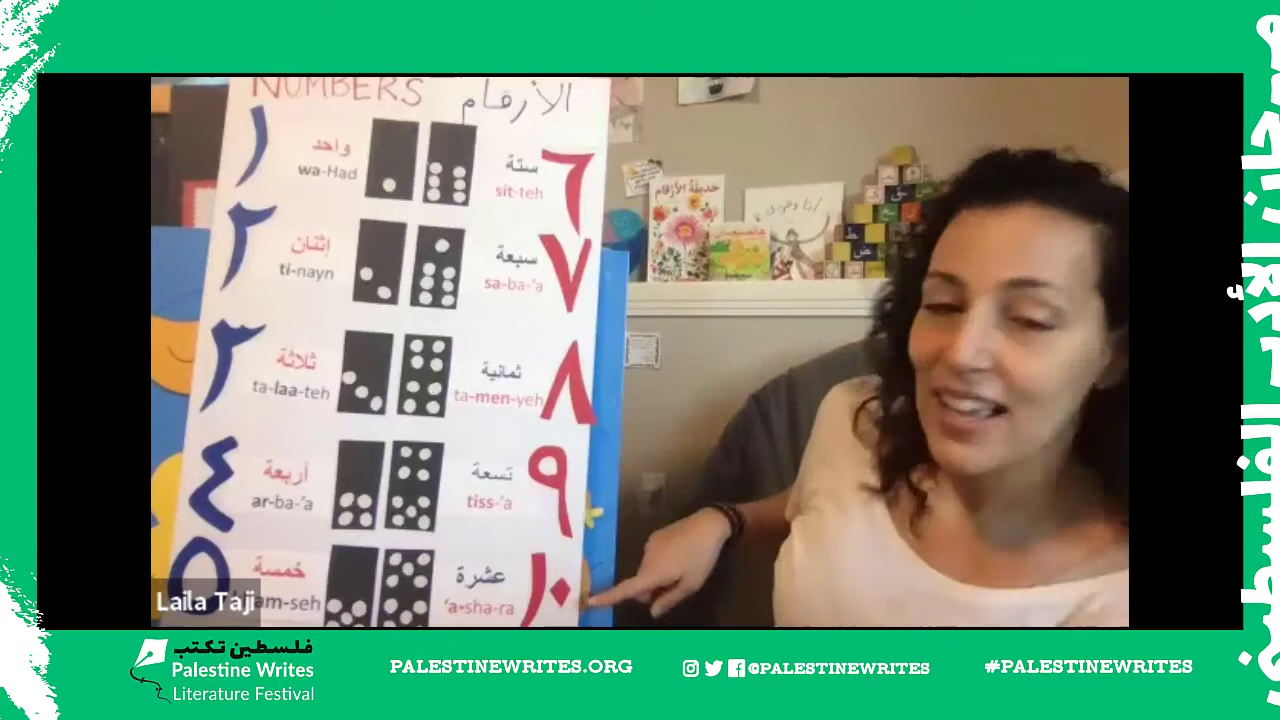 NUMBERS الأرقام
١
واحد
wa-Had
ستة
sit-teh
٦
٢
إثنان
ti-nayn
سبعة
sa-ba-'a
٧
٣
ثلاثة
ta-laa-teh
ثمانية
ta-men-yeh
٨
٤
أربعة
ar-ba-'a
تسعة
tiss-'a
٩
٥
خمسة
am-seh
عشرة
'a-sha-ra
١٠
حديقة الأرقام
Laila Taji
فلسطين تكتب
Palestine Writes
Literature Festival
PALESTINEWRITES.ORG
@PALESTINEWRITES
#PALESTINEWRITES